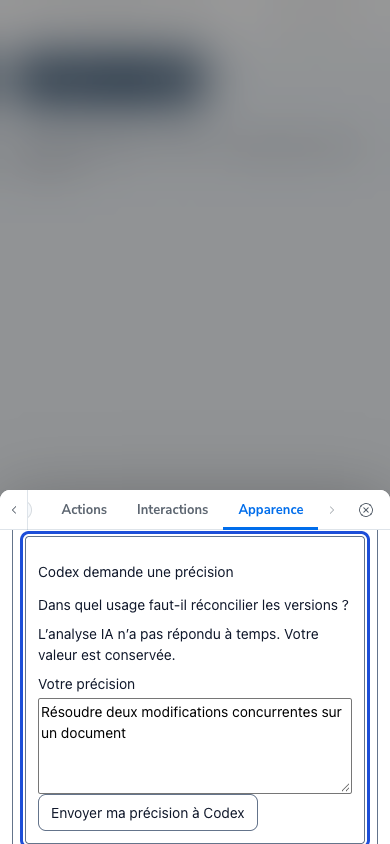 Actions Interactions Apparence
Codex demande une précision
Dans quel usage faut-il réconcilier les versions ?
L’analyse IA n’a pas répondu à temps. Votre
valeur est conservée.
Votre précision
Résoudre deux modifications concurrentes sur
un document
Envoyer ma précision à Codex